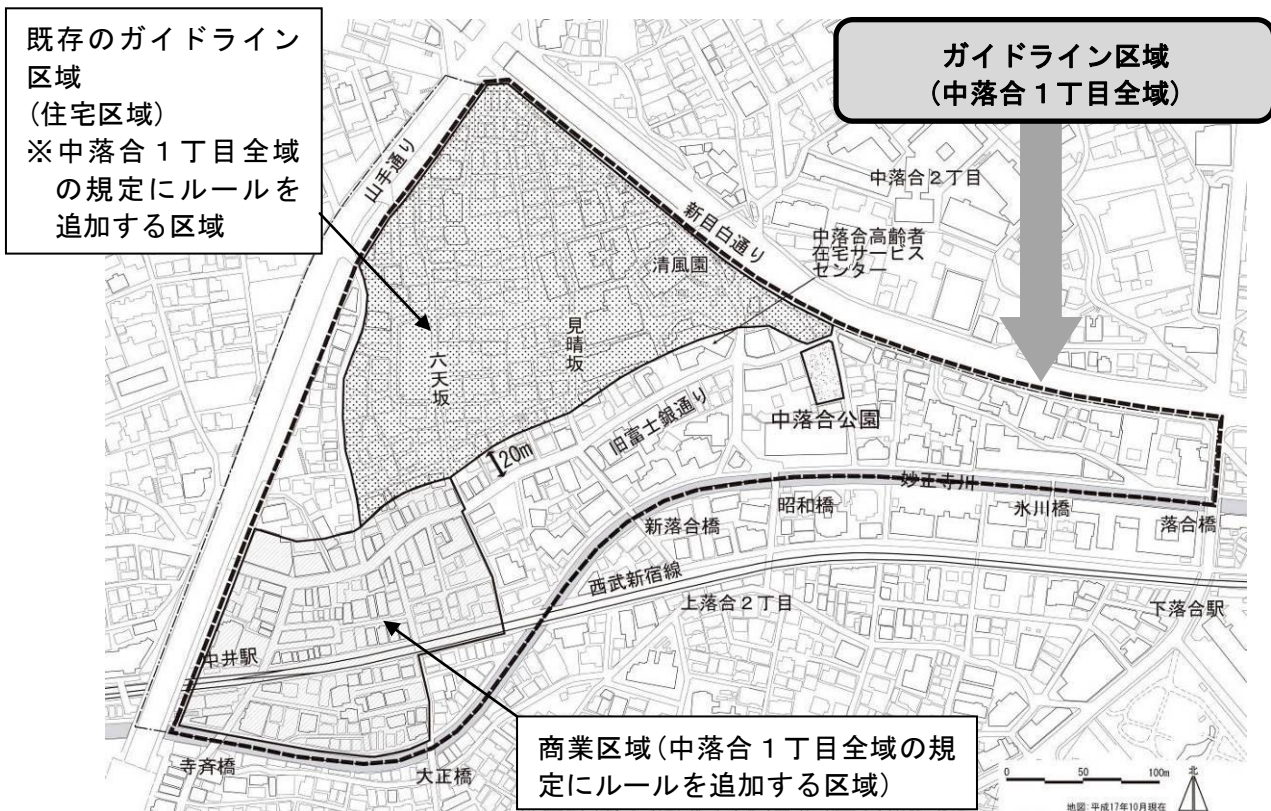 既存のガイドライン
区域
(住宅区域)
※中落合１丁目全域
の規定にルールを
追加する区域
ガイドライン区域
(中落合１丁目全域)
山手通り
中落合２丁目
新目白通り
中落合高齢者
在宅サービス
センター
清風園
見晴坂
六天坂
旧富士銀通り
中落合公園
20m
妙正寺川
昭和橋
氷川橋
新落合橋
落合橋
西武新宿線
上落合２丁目
下落合駅
中井駅
商業区域(中落合１丁目全域の規
定にルールを追加する区域)
寺斉橋
大正橋
0 50 100m
北
地図:平成17年10月現在